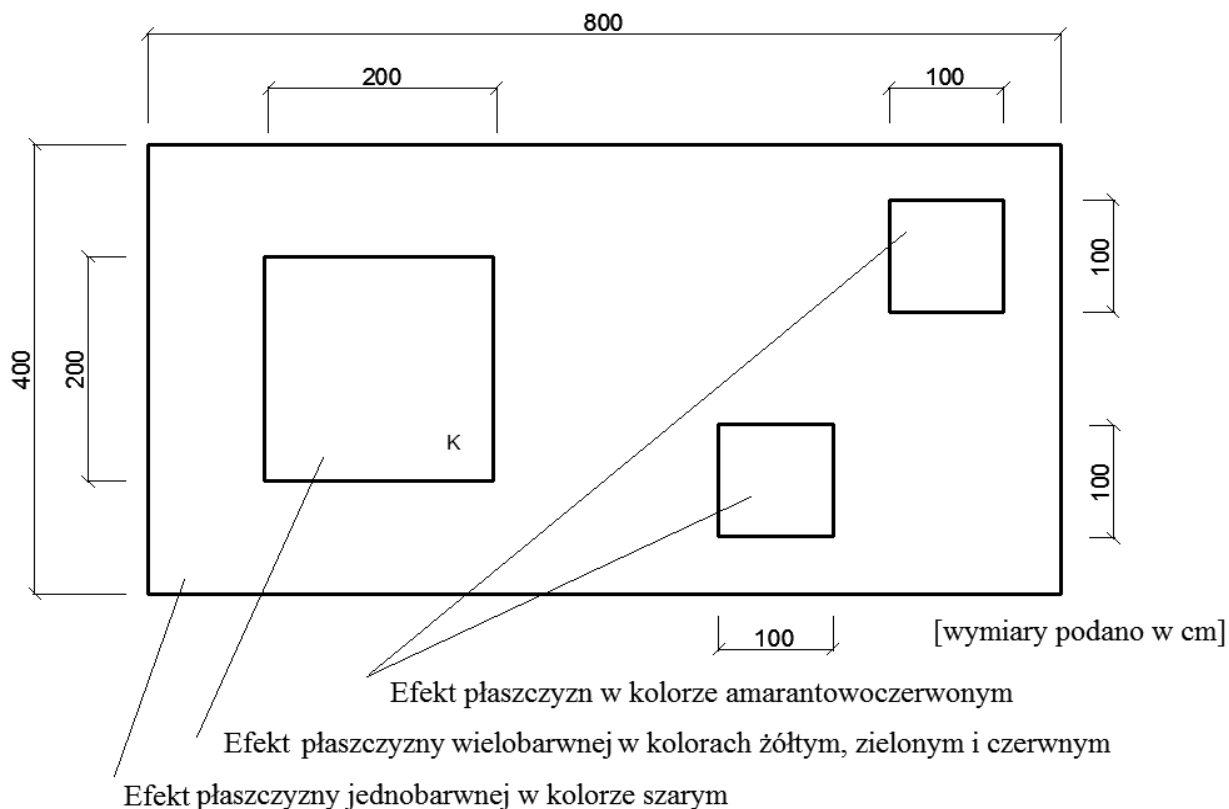 800
200
100
400
200
100
K
100
100
[wymiary podano w cm]
Efekt płaszczyzn w kolorze amarantowoczerwonym
Efekt płaszczyzny wielobarwnej w kolorach żółtym, zielonym i czerwnym
Efekt płaszczyzny jednobarwnej w kolorze szarym